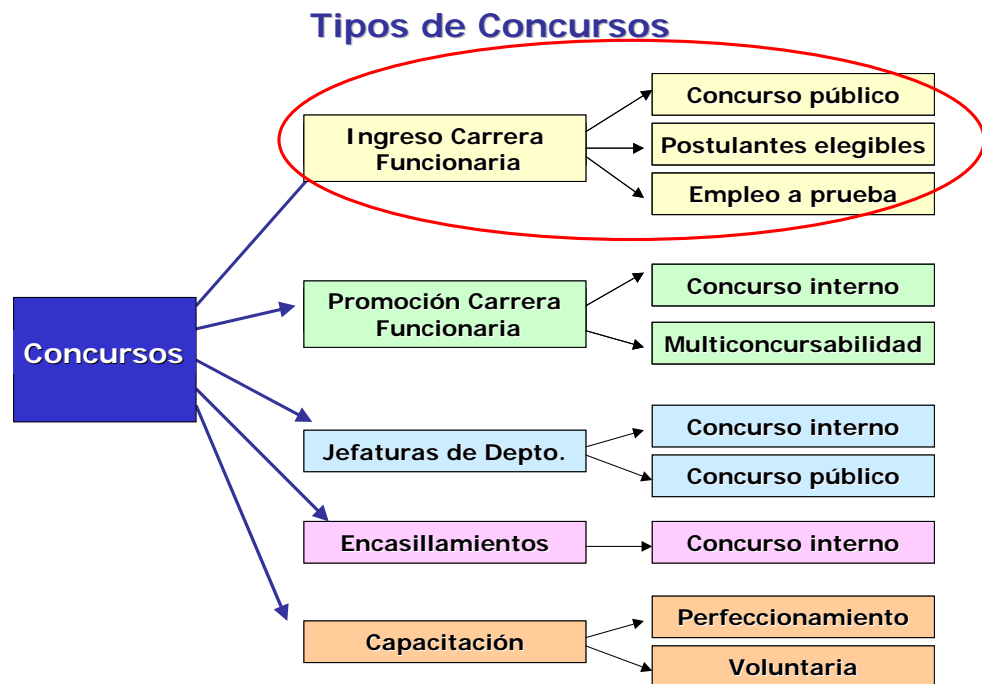 Tipos de Concursos
Concursos
Ingreso Carrera
Funcionaria
Concurso público
Postulantes elegibles
Empleo a prueba
Promoción Carrera
Funcionaria
Concurso interno
Multiconcursabilidad
Jefaturas de Depto.
Concurso interno
Concurso público
Encasillamientos
Concurso interno
Capacitación
Perfeccionamiento
Voluntaria